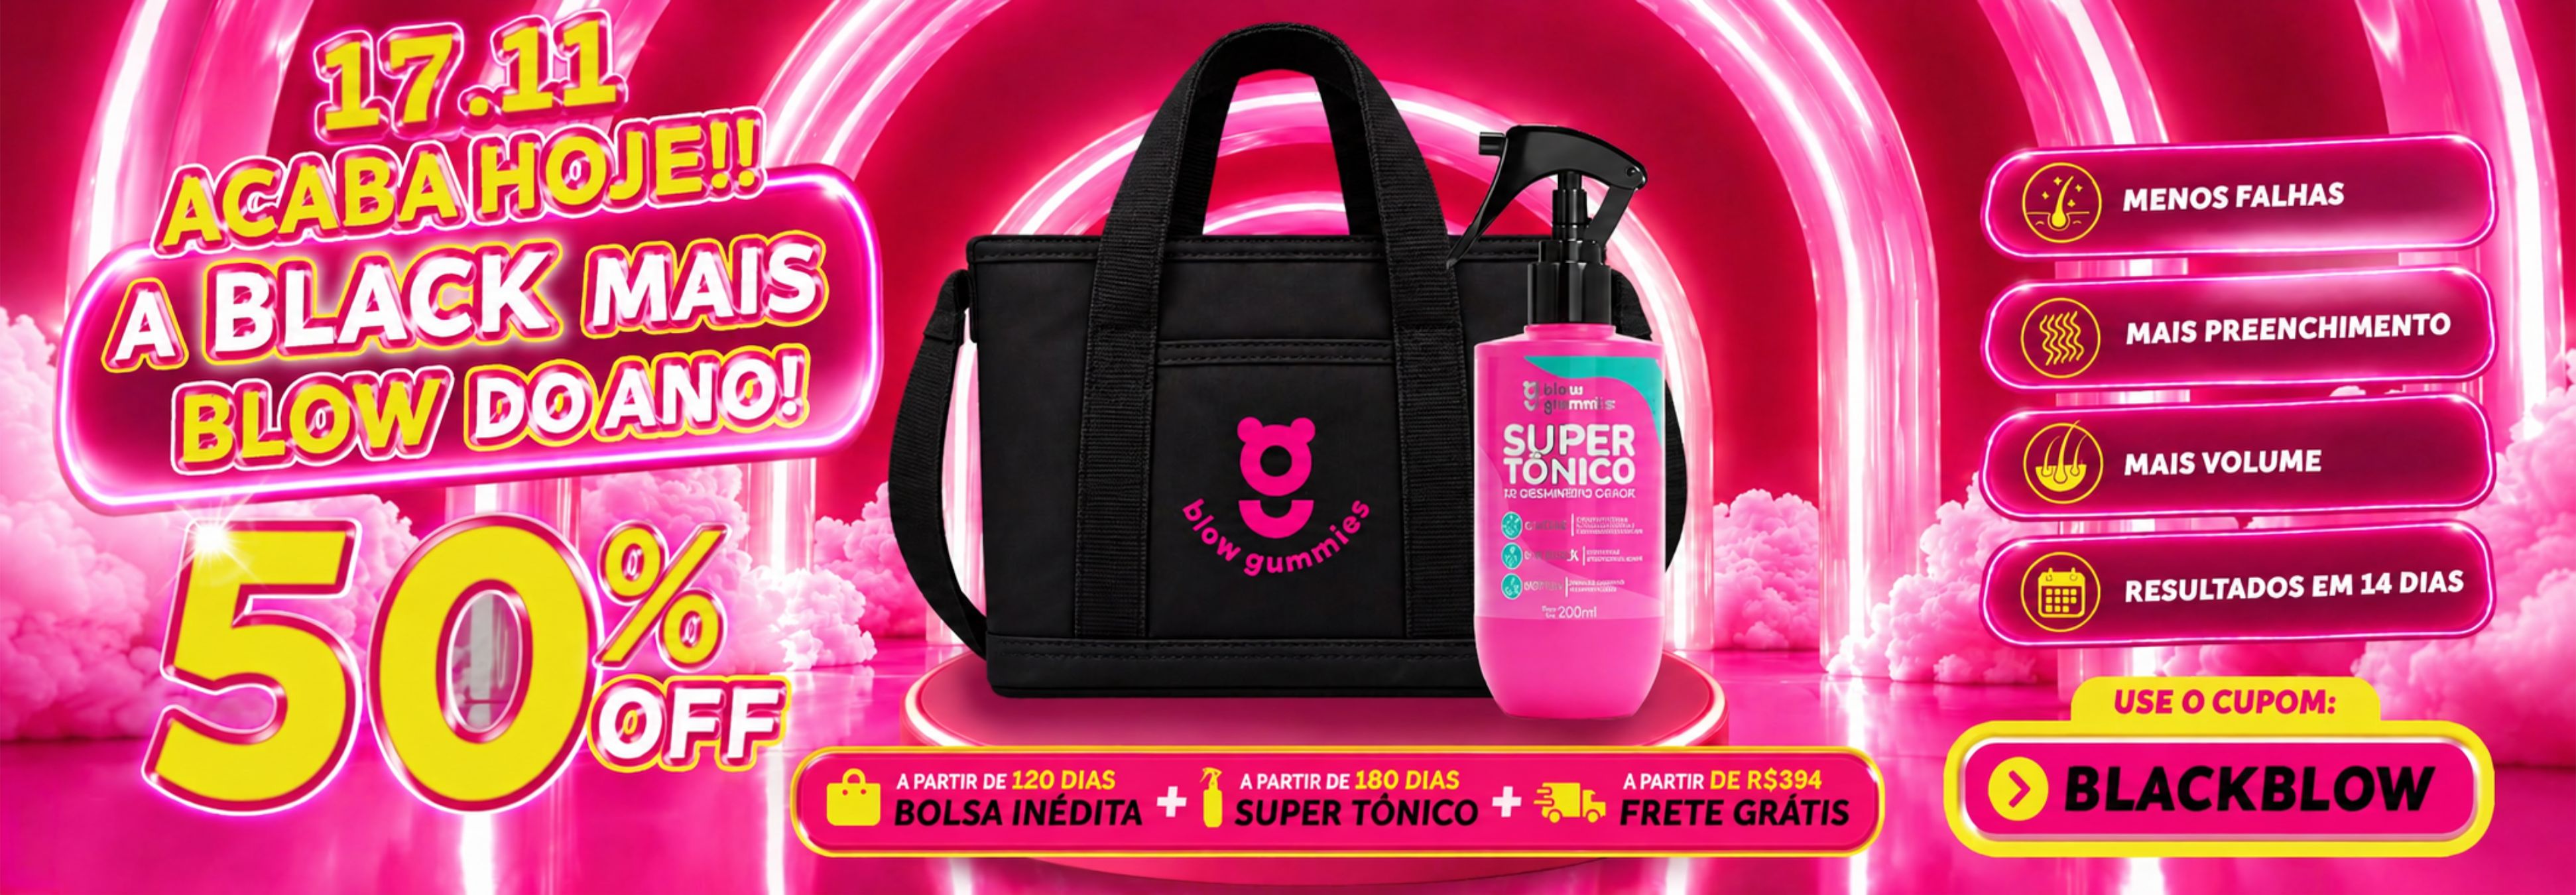 17.11
ACABA HOJE!!
A BLACK MAIS
BLOW DO ANO!
50%
OFF
blow gummies
blow
gummies
SUPER
TÔNICO
200ml
MENOS FALHAS
MAIS PREENCHIMENTO
MAIS VOLUME
RESULTADOS EM 14 DIAS
A PARTIR DE 120 DIAS
BOLSA INÉDITA
+
A PARTIR DE 180 DIAS
SUPER TÔNICO
+
A PARTIR DE R$394
FRETE GRÁTIS
USE O CUPOM:
BLACKBLOW